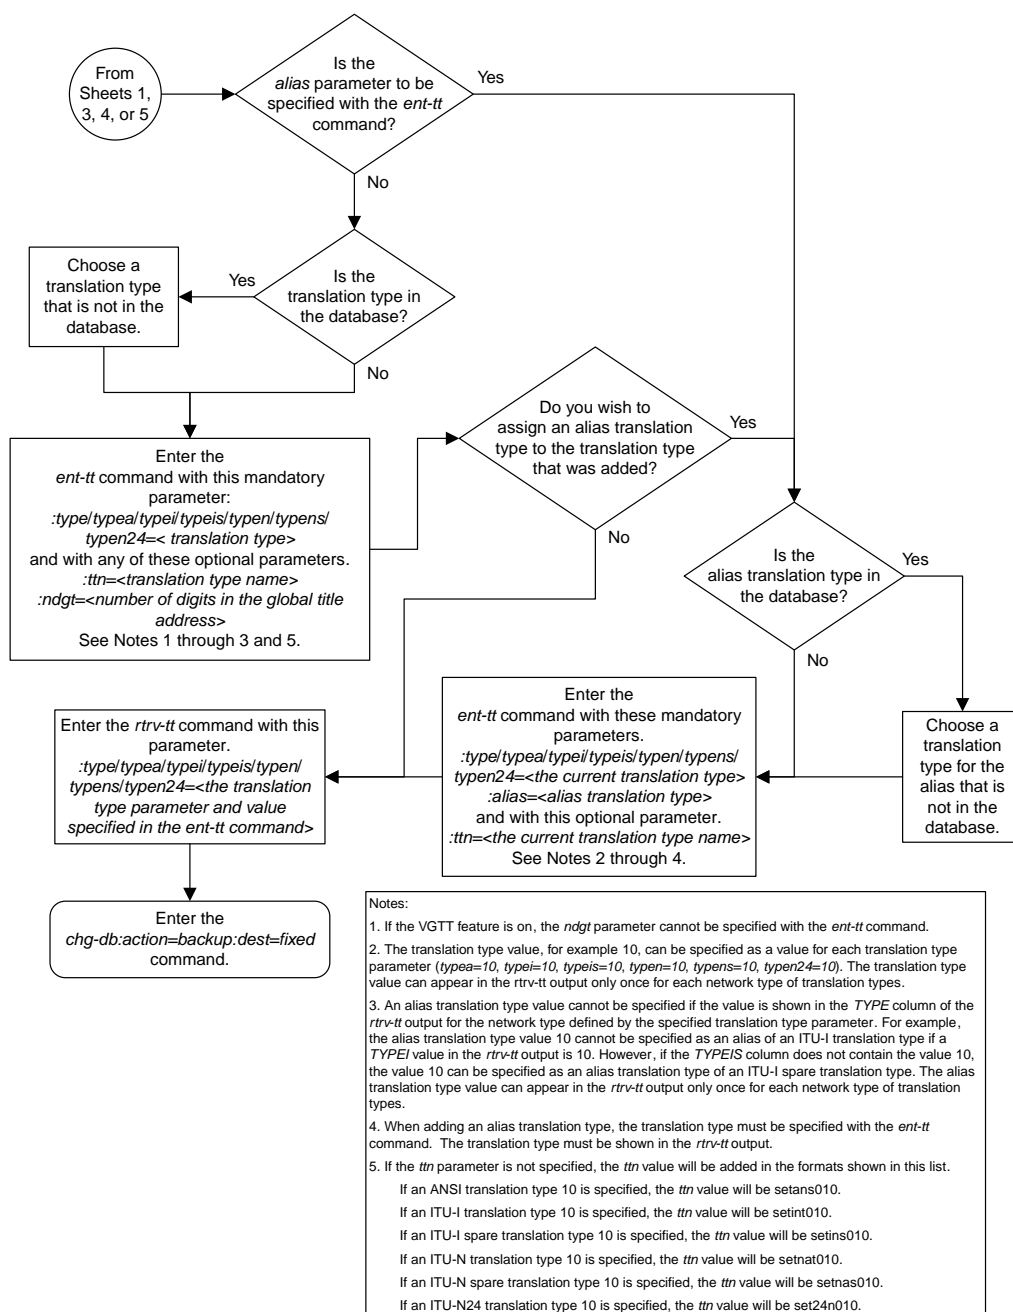 From
Sheets 1,
3, 4, or 5
Is the
alias parameter to be
specified with the ent-tt
command?
Yes
No
Choose a
translation type
that is not in the
database.
Yes
Is the
translation type in
the database?
No
Do you wish to
assign an alias translation
type to the translation type
that was added?
Yes
No
Enter the
ent-tt command with this mandatory
parameter:
:type/typea/typei/typeis/typen/typens/
typen24=< translation type>
and with any of these optional parameters.
:ttn=<translation type name>
:ndgt=<number of digits in the global title
address>
See Notes 1 through 3 and 5.
Is the
alias translation type in
the database?
Yes
No
Enter the rtrv-tt command with this
parameter.
:type/typea/typei/typeis/typen/
typens/typen24=<the translation
type parameter and value
specified in the ent-tt command>
Enter the
ent-tt command with these mandatory
parameters.
:type/typea/typei/typeis/typen/typens/
typen24=<the current translation type>
:alias=<alias translation type>
and with this optional parameter.
:ttn=<the current translation type name>
See Notes 2 through 4.
Choose a
translation
type for the
alias that is
not in the
database.
Enter the
chg-db:action=backup:dest=fixed
command.
Notes:
1. If the VGTT feature is on, the ndgt parameter cannot be specified with the ent-tt command.
2. The translation type value, for example 10, can be specified as a value for each translation type
parameter (typea=10, typei=10, typeis=10, typen=10, typens=10, typen24=10). The translation type
value can appear in the rtrv-tt output only once for each network type of translation types.
3. An alias translation type value cannot be specified if the value is shown in the TYPE column of the
rtrv-tt output for the network type defined by the specified translation type parameter. For example,
the alias translation type value 10 cannot be specified as an alias of an ITU-I translation type if a
TYPEI value in the rtrv-tt output is 10. However, if the TYPEIS column does not contain the value 10,
the value 10 can be specified as an alias translation type of an ITU-I spare translation type. The alias
translation type value can appear in the rtrv-tt output only once for each network type of translation
types.
4. When adding an alias translation type, the translation type must be specified with the ent-tt
command. The translation type must be shown in the rtrv-tt output.
5. If the ttn parameter is not specified, the ttn value will be added in the formats shown in this list.
If an ANSI translation type 10 is specified, the ttn value will be setans010.
If an ITU-I translation type 10 is specified, the ttn value will be setint010.
If an ITU-I spare translation type 10 is specified, the ttn value will be setins010.
If an ITU-N translation type 10 is specified, the ttn value will be setnat010.
If an ITU-N spare translation type 10 is specified, the ttn value will be setnas010.
If an ITU-N24 translation type 10 is specified, the ttn value will be set24n010.